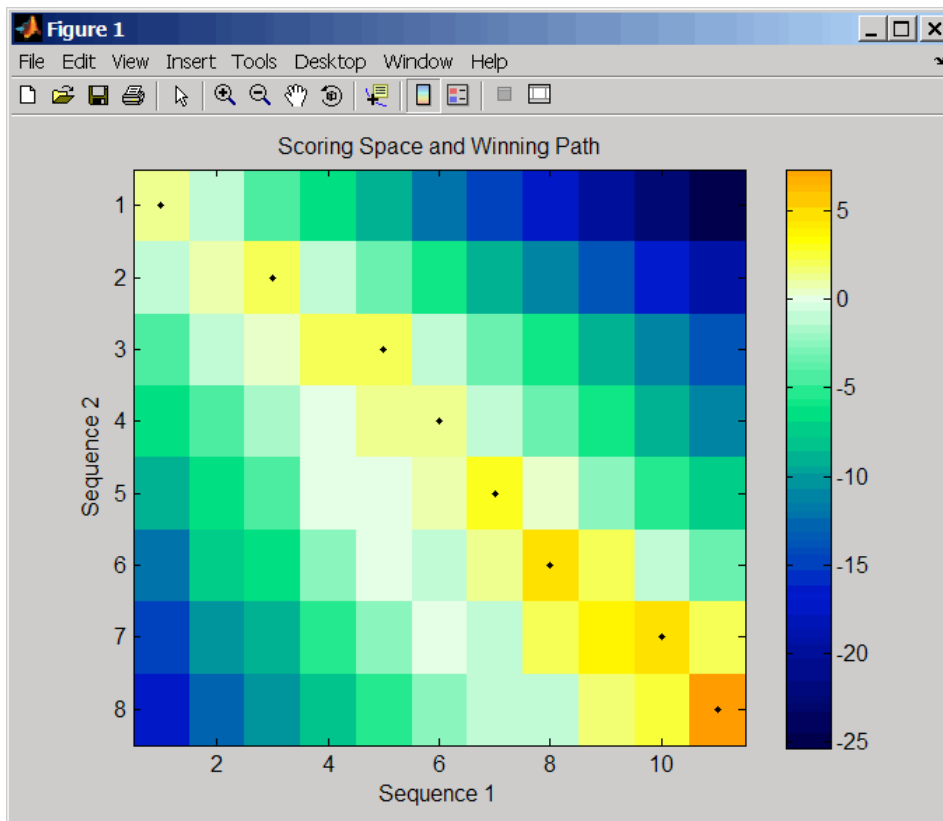 Figure 1
File Edit View Insert Tools Desktop Window Help
Scoring Space and Winning Path
1
2
3
4
5
6
7
8
Sequence 2
2 4 6 8 10
Sequence 1
5
0
-5
-10
-15
-20
-25